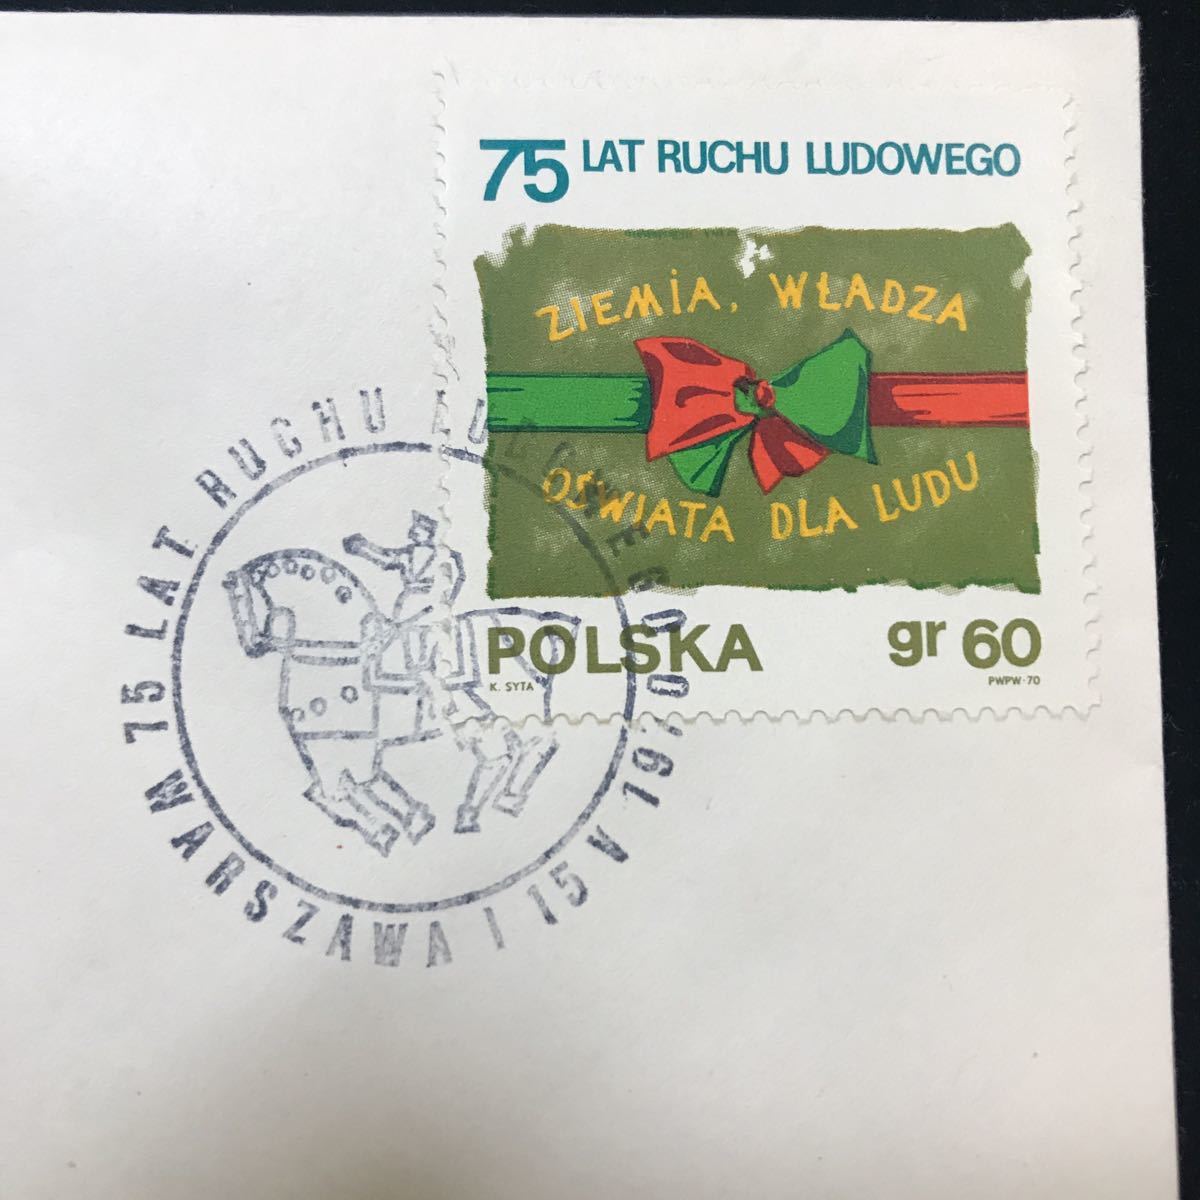 75 LAT RUCHU LUDOWEGO
ZIEMIA, WŁADZA
OŚWIATA DLA LUDU
POLSKA gr 60
K. SYTA PWPW-70
75 LAT RUCHU LUDOWEGO
WARSZAWA 1 15 V 1970